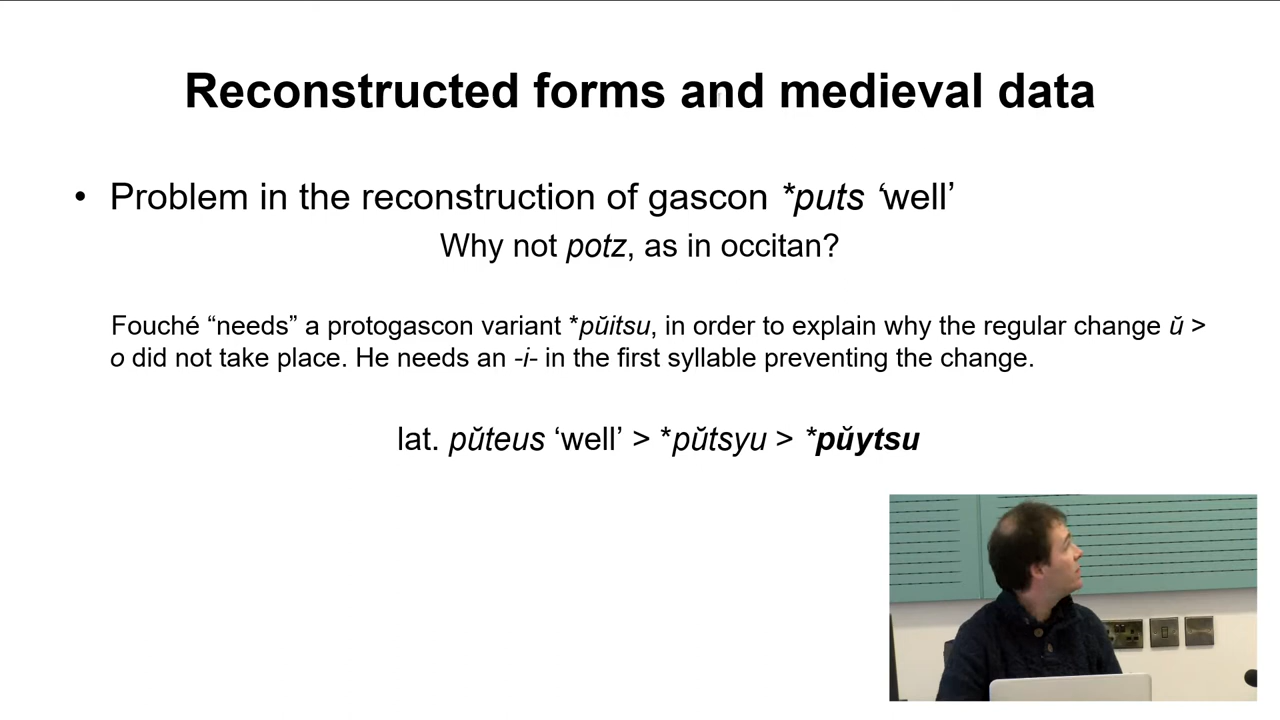 Reconstructed forms and medieval data
• Problem in the reconstruction of gascon *puts ‘well’
Why not potz, as in occitan?
Fouché “needs” a protogascon variant *pŭitsu, in order to explain why the regular change ŭ >
o did not take place. He needs an -i- in the first syllable preventing the change.
lat. pŭteus ‘well’ > *pŭtsyu > *pŭytsu